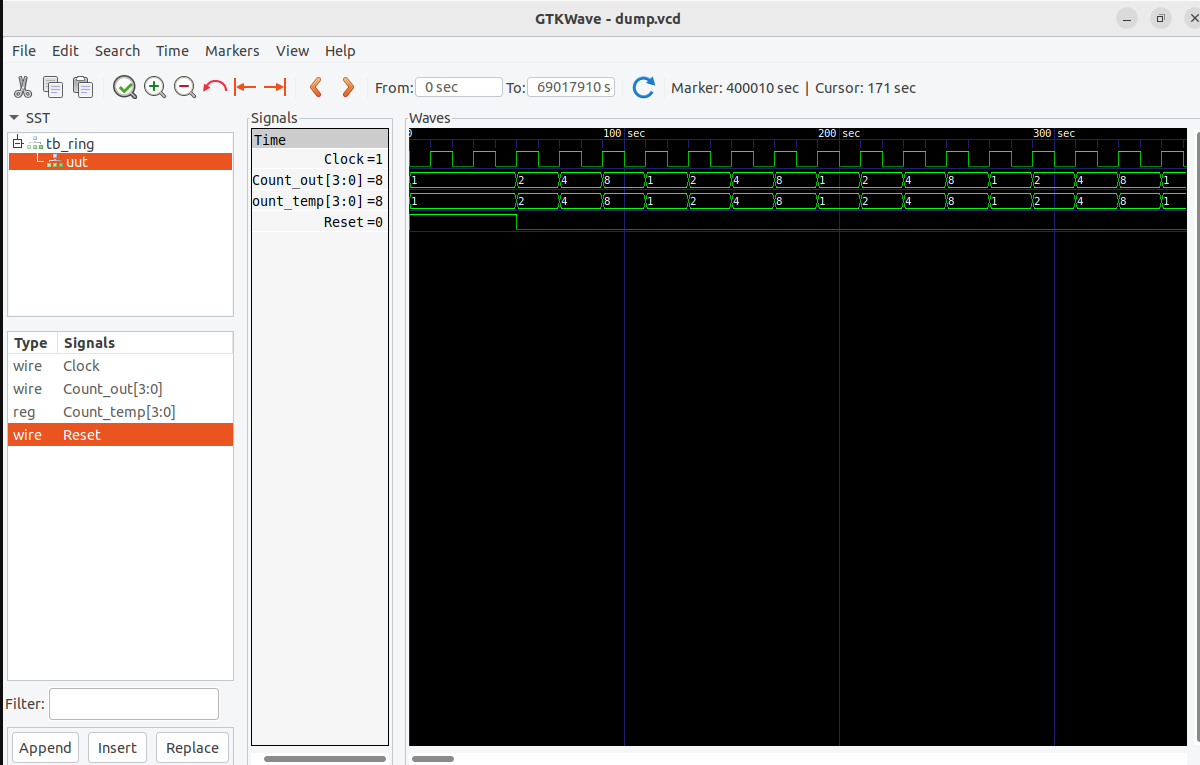 GTKWave - dump.vcd
File Edit Search Time Markers View Help
From: 0 sec To: 69017910 s Marker: 400010 sec | Cursor: 171 sec
SST
tb_ring
uut
Type Signals
wire Clock
wire Count_out[3:0]
reg Count_temp[3:0]
wire Reset
Filter:
Append Insert Replace
Signals
Time
Clock =1
Count_out[3:0] =8
ount_temp[3:0] =8
Reset =0
Waves
0 100 sec 200 sec 300 sec
1 2 4 8 1 2 4 8 1 2 4 8 1 2 4 8 1
1 2 4 8 1 2 4 8 1 2 4 8 1 2 4 8 1